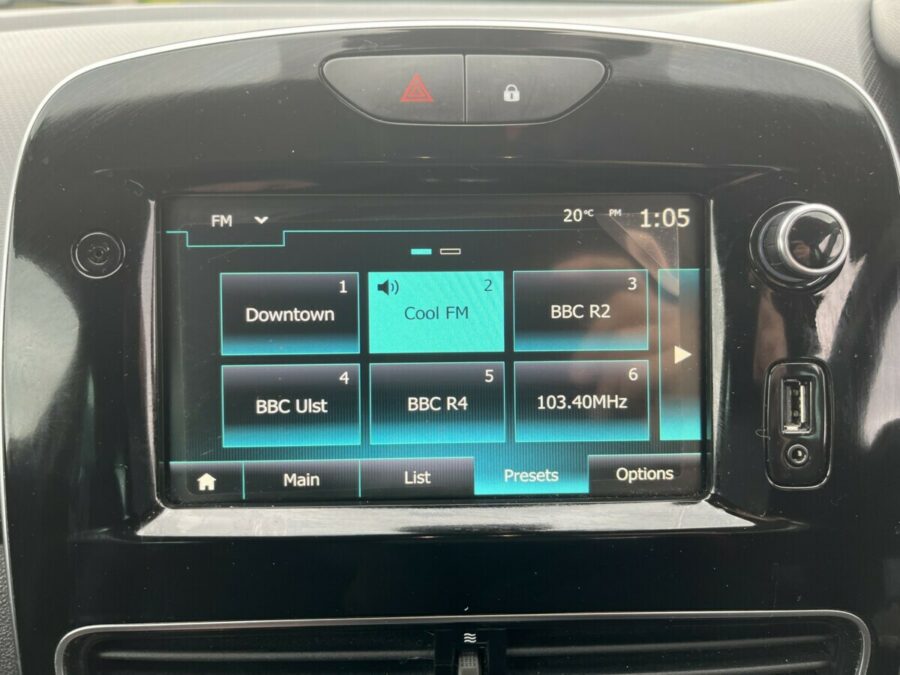 FM
20°C PM 1:05
1
Downtown
2
Cool FM
3
BBC R2
4
BBC Ulst
5
BBC R4
6
103.40MHz
Main
List
Presets
Options